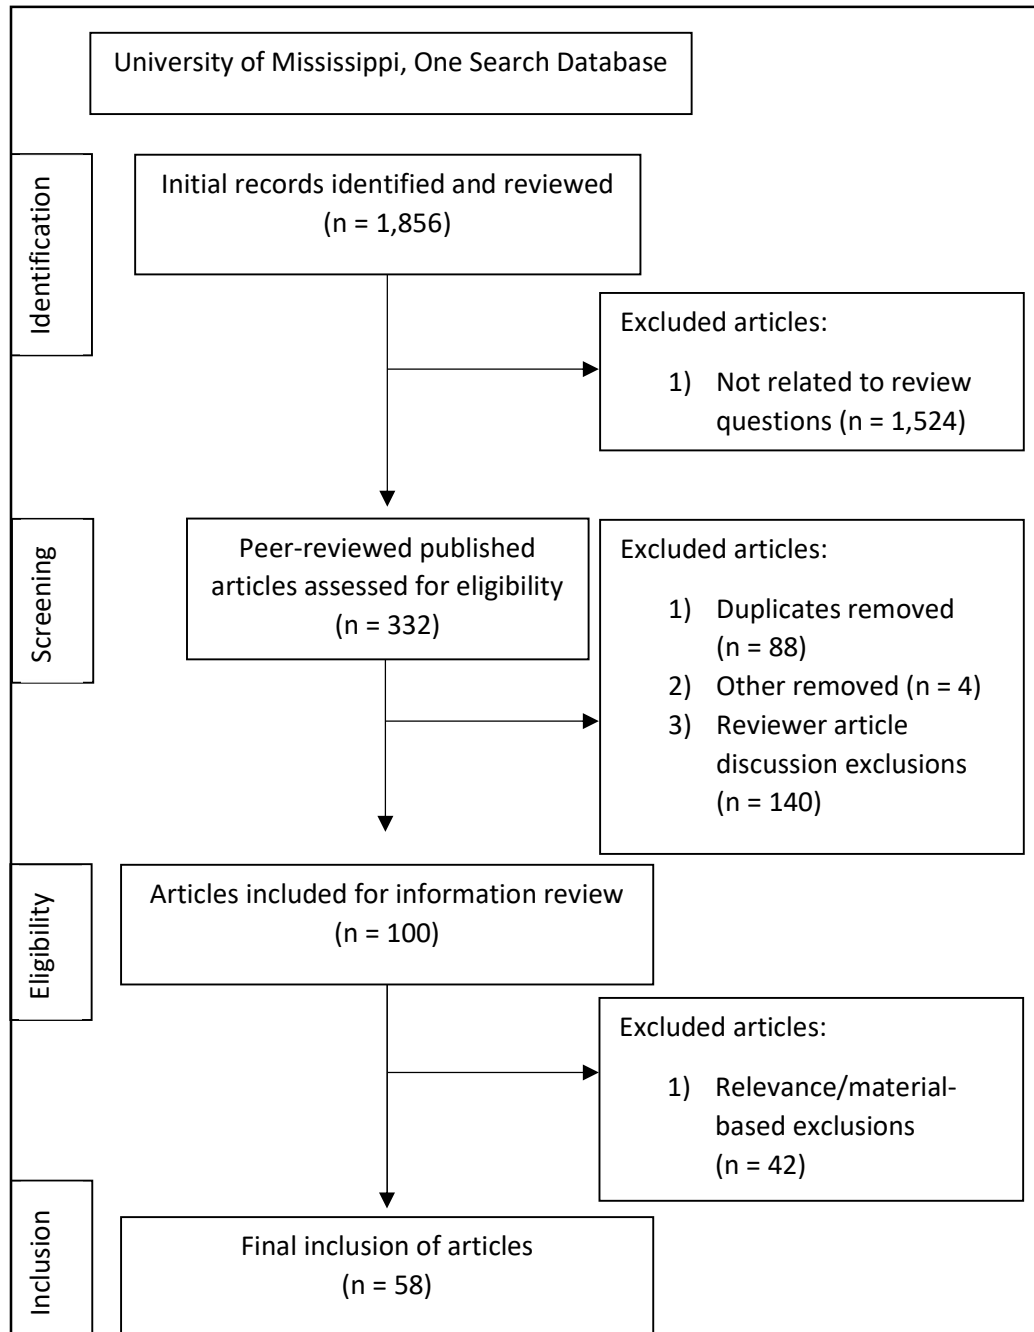 University of Mississippi, One Search Database
Identification
Initial records identified and reviewed
(n = 1,856)
Excluded articles:
1) Not related to review
questions (n = 1,524)
Screening
Peer-reviewed published
articles assessed for eligibility
(n = 332)
Excluded articles:
1) Duplicates removed
(n = 88)
2) Other removed (n = 4)
3) Reviewer article
discussion exclusions
(n = 140)
Eligibility
Articles included for information review
(n = 100)
Excluded articles:
1) Relevance/material-
based exclusions
(n = 42)
Inclusion
Final inclusion of articles
(n = 58)